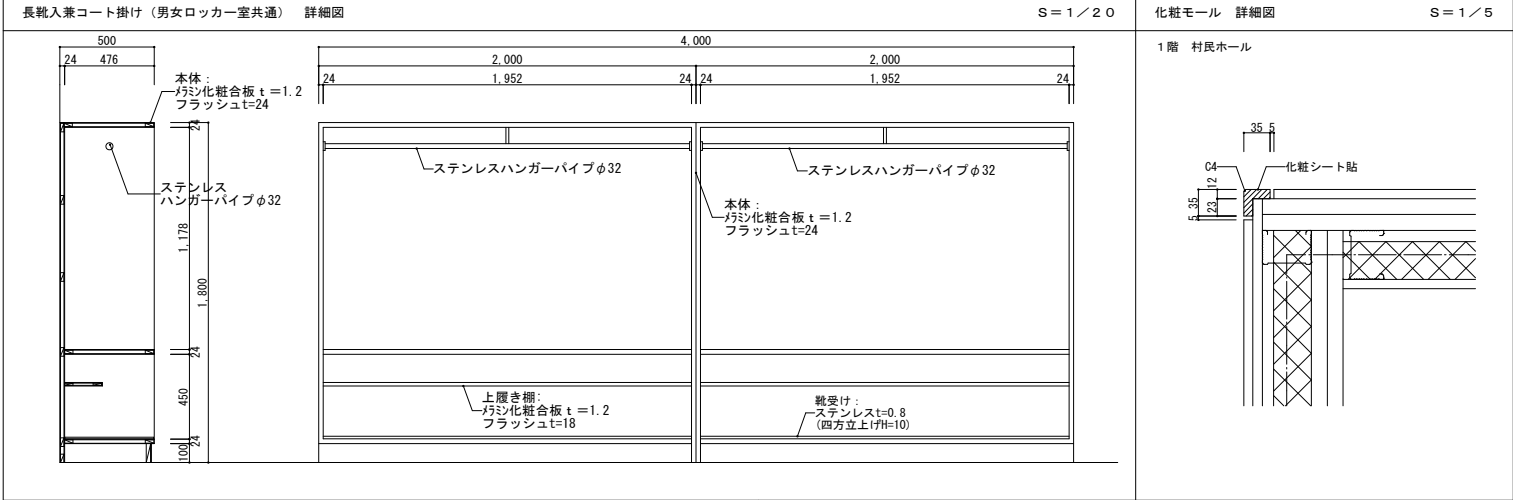 長靴入兼コート掛け（男女ロッカー室共通）　詳細図
Ｓ＝１／２０
500
24
476
本体：
ﾒﾗﾐﾝ化粧合板ｔ＝1.2
フラッシュt=24
ステンレス
ハンガーパイプφ32
24
1,178
24
450
24
100
1,800
4,000
2,000
2,000
24
1,952
24
24
1,952
24
ステンレスハンガーパイプφ32
ステンレスハンガーパイプφ32
本体：
ﾒﾗﾐﾝ化粧合板ｔ＝1.2
フラッシュt=24
上履き棚：
ﾒﾗﾐﾝ化粧合板ｔ＝1.2
フラッシュt=18
靴受け：
ステンレスt=0.8
(四方立上げH=10)
化粧モール　詳細図
Ｓ＝１／５
１階　村民ホール
35
5
C4
化粧シート貼
12
35
23
5